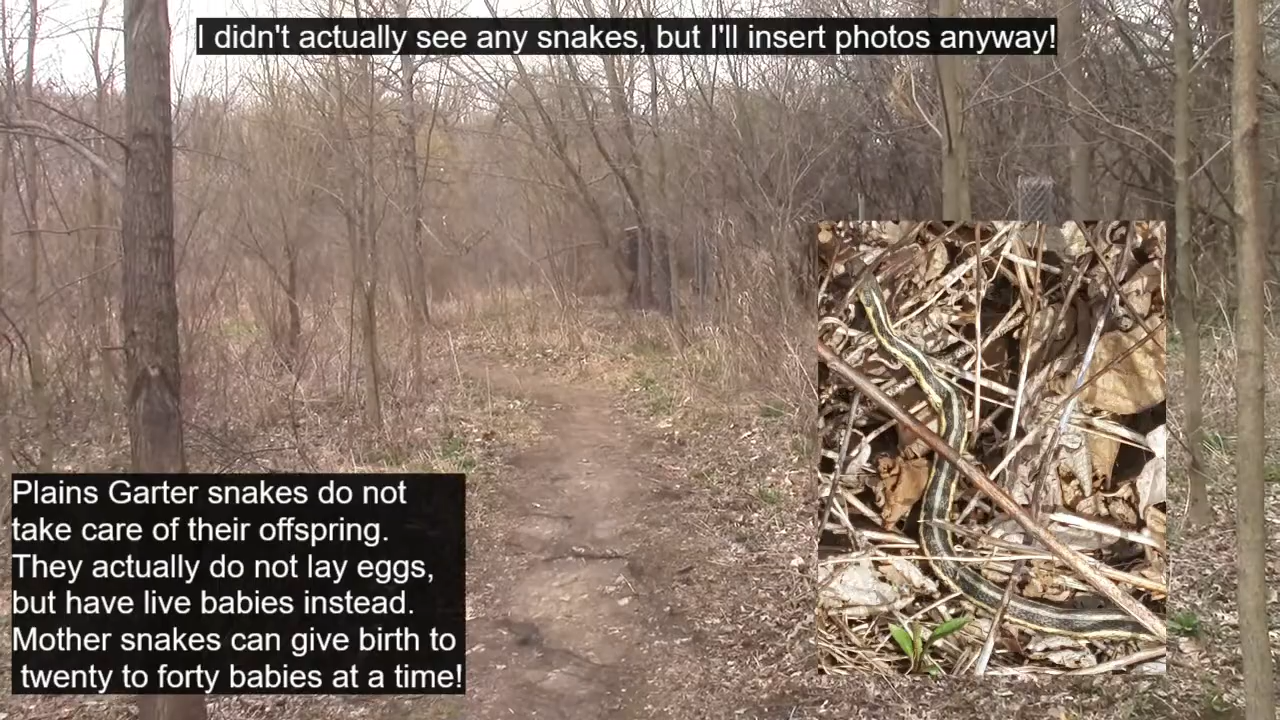 I didn't actually see any snakes, but I'll insert photos anyway!
Plains Garter snakes do not
take care of their offspring.
They actually do not lay eggs,
but have live babies instead.
Mother snakes can give birth to
twenty to forty babies at a time!